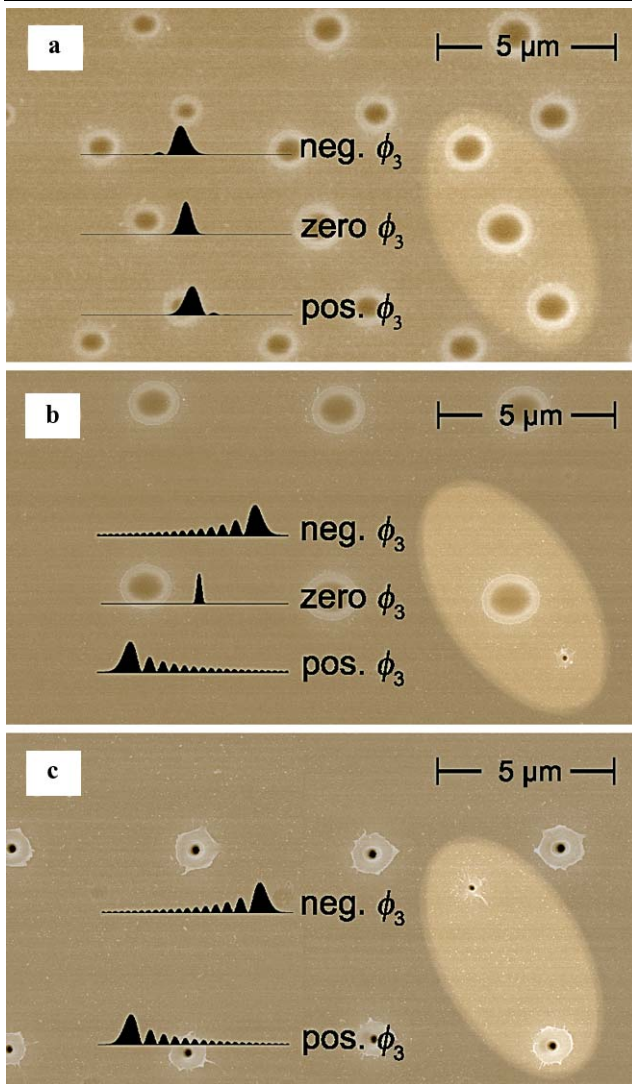 a
5 µm
neg. ϕ₃
zero ϕ₃
pos. ϕ₃
b
5 µm
neg. ϕ₃
zero ϕ₃
pos. ϕ₃
c
5 µm
neg. ϕ₃
pos. ϕ₃